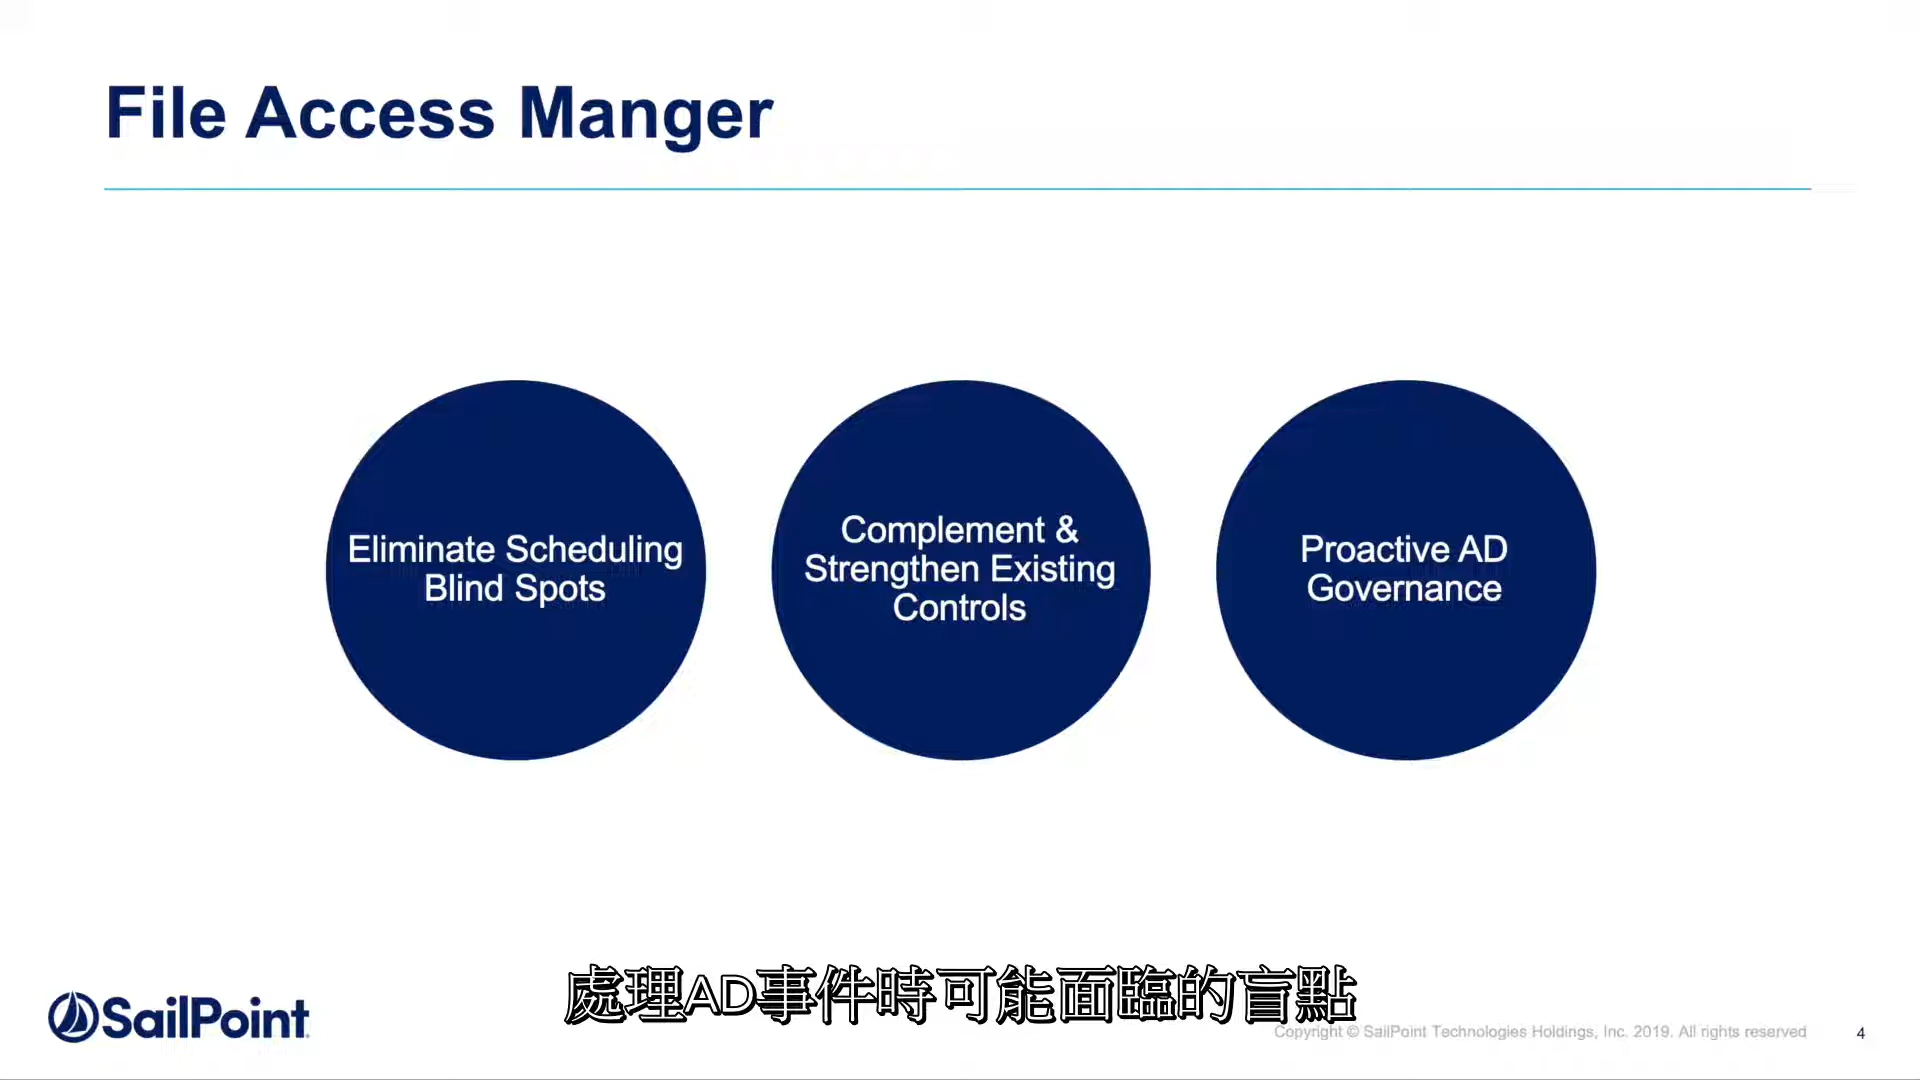 File Access Manger
Eliminate Scheduling
Blind Spots
Complement &
Strengthen Existing
Controls
Proactive AD
Governance
處理AD事件時可能面臨的盲點
SailPoint
Copyright © SailPoint Technologies Holdings, Inc. 2019. All rights reserved
4